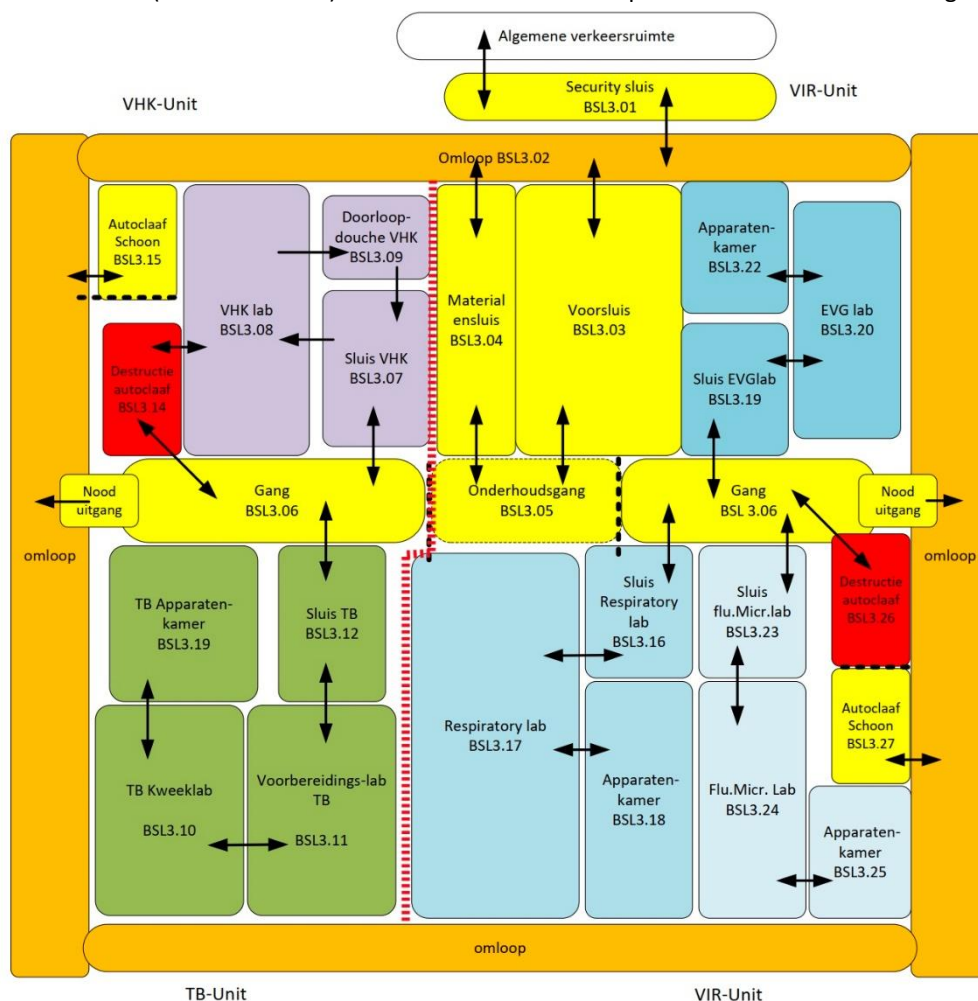 Algemene verkeersruimte
Security sluis
BSL3.01
VHK-Unit
VIR-Unit
Omloop BSL3.02
Autoclaaf
Schoon
BSL3.15
VHK lab
BSL3.08
Doorloop-
douche VHK
BSL3.09
Sluis VHK
BSL3.07
Material
ensluis
BSL3.04
Voorsluis
BSL3.03
Apparaten-
kamer
BSL3.22
EVG lab
BSL3.20
Sluis EVGlab
BSL3.19
Destructie
autoclaaf
BSL3.14
Nood
uitgang
Gang
BSL3.06
Onderhoudsgang
BSL3.05
Gang
BSL 3.06
Nood
uitgang
omloop
omloop
TB Apparaten-
kamer
BSL3.19
Sluis TB
BSL3.12
Sluis
Respiratory
lab
BSL3.16
Sluis
flu.Micr.lab
BSL3.23
Destructie
autoclaaf
BSL3.26
Autoclaaf
Schoon
BSL3.27
TB Kweeklab
BSL3.10
Voorbereidings-lab
TB
BSL3.11
Respiratory lab
BSL3.17
Apparaten-
kamer
BSL3.18
Flu.Micr. Lab
BSL3.24
Apparaten-
kamer
BSL3.25
omloop
TB-Unit
VIR-Unit